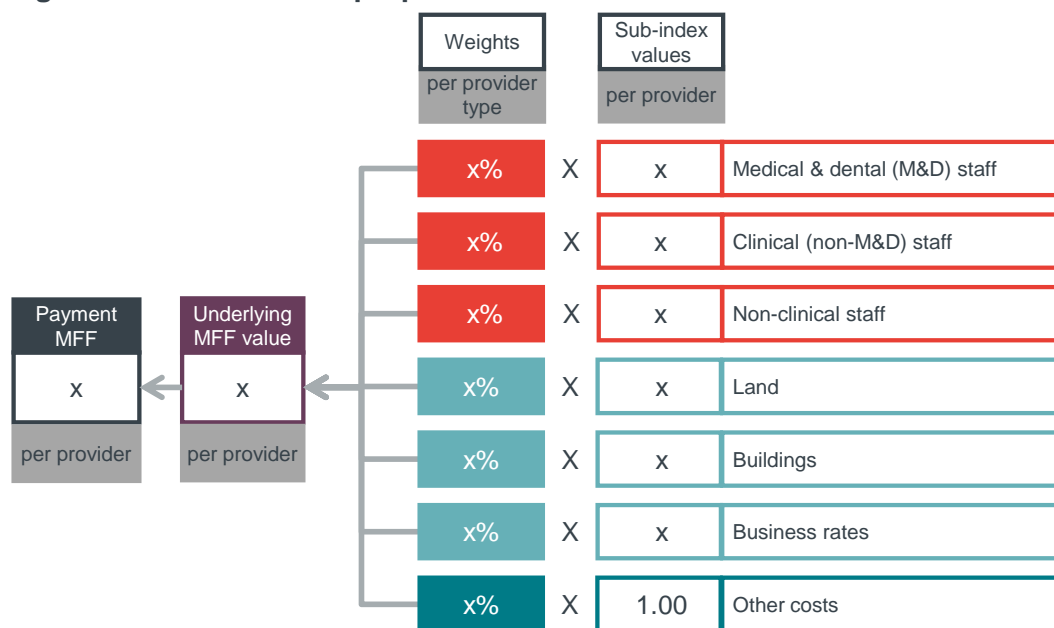 Weights
per provider
type
Sub-index
values
per provider
x% X x Medical & dental (M&D) staff
x% X x Clinical (non-M&D) staff
x% X x Non-clinical staff
Payment
MFF
x
per provider
Underlying
MFF value
x
per provider
x% X x Land
x% X x Buildings
x% X x Business rates
x% X 1.00 Other costs